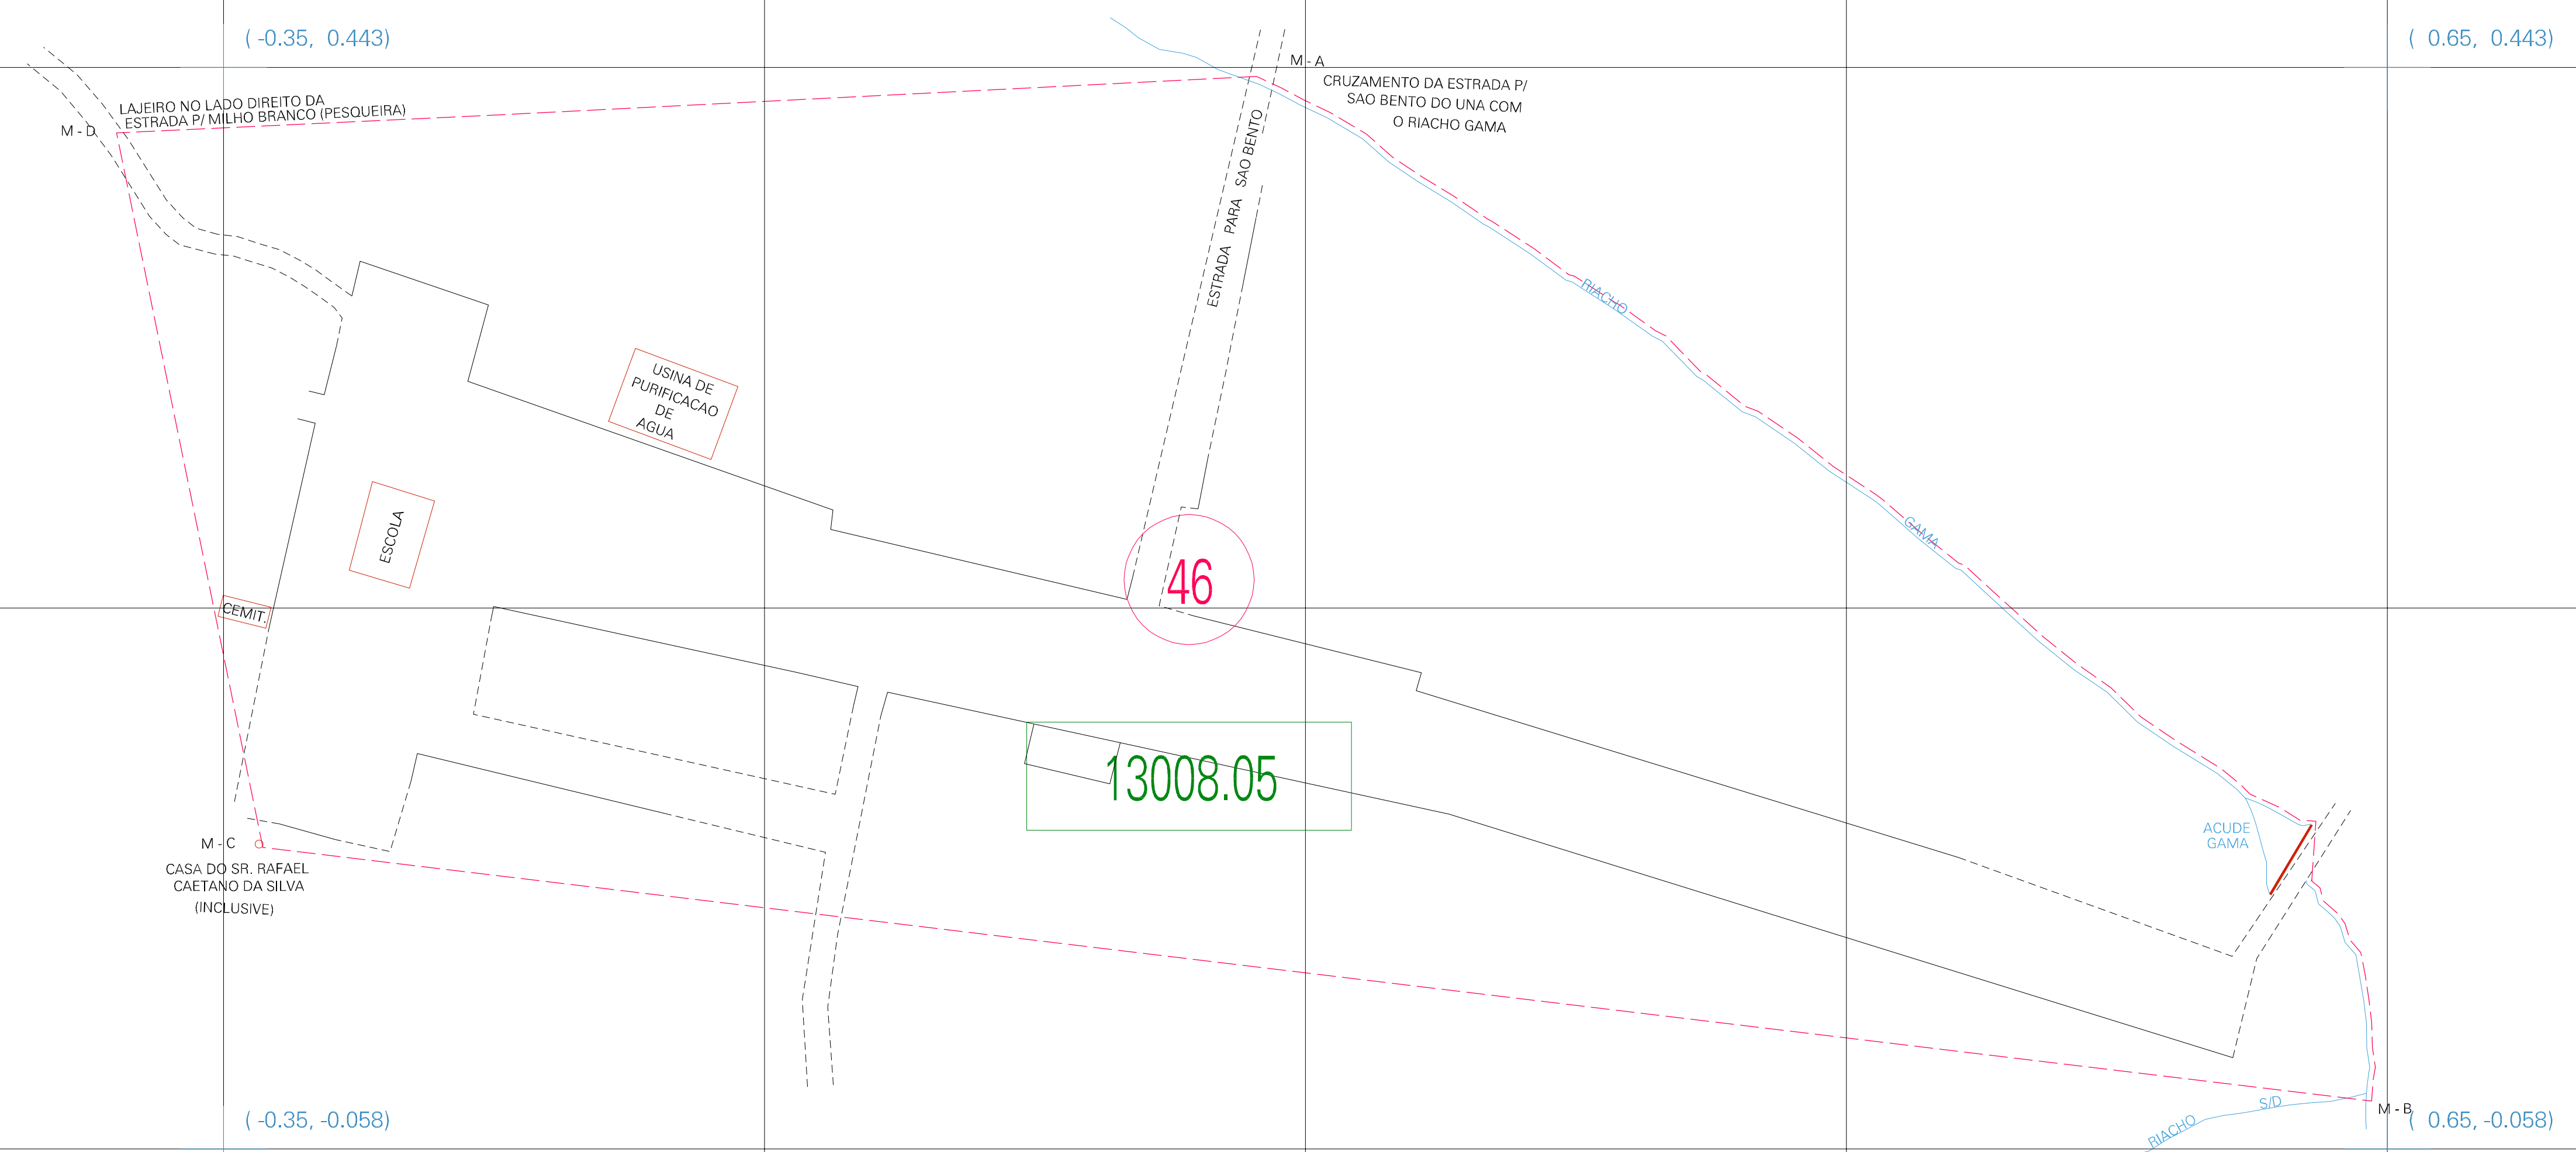 ( -0.35,  0.443)
(  0.65,  0.443)
M - A
CRUZAMENTO DA ESTRADA P/
SAO BENTO DO UNA COM
O RIACHO GAMA
LAJEIRO NO LADO DIREITO DA
ESTRADA P/ MILHO BRANCO (PESQUEIRA)
M - D
ESTRADA PARA SAO BENTO
RIACHO
USINA DE
PURIFICACAO
DE
AGUA
ESCOLA
GAMA
46
CEMIT.
13008.05
ACUDE
GAMA
M - C
CASA DO SR. RAFAEL
CAETANO DA SILVA
(INCLUSIVE)
RIACHO S/D
M - B
( -0.35, -0.058)
(  0.65, -0.058)